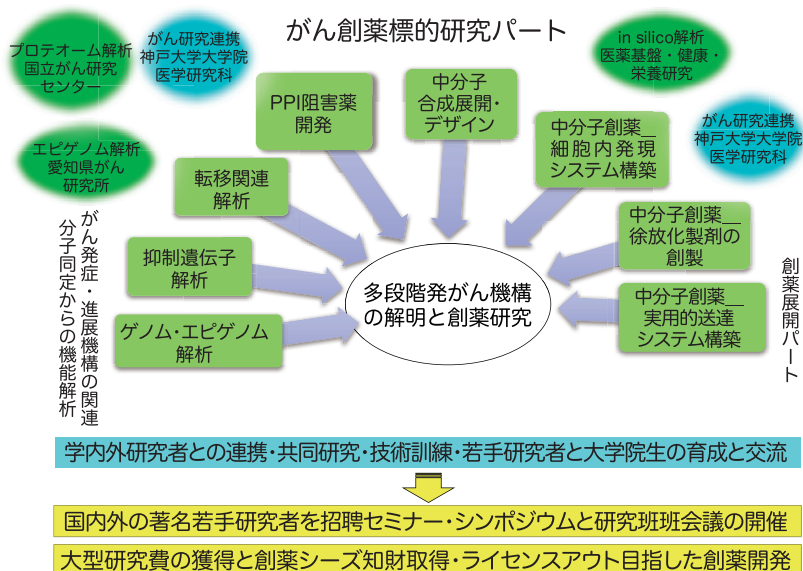 がん創薬標的研究パート
プロテオーム解析
国立がん研究
センター
がん研究連携
神戸大学大学院
医学研究科
in silico解析
医薬基盤・健康・
栄養研究
エピゲノム解析
愛知県がん
研究所
がん研究連携
神戸大学大学院
医学研究科
PPI阻害薬
開発
中分子
合成展開・
デザイン
中分子創薬__
細胞内発現
システム構築
転移関連
解析
中分子創薬__
徐放化製剤の
創製
抑制遺伝子
解析
中分子創薬__
実用的送達
システム構築
ゲノム・エピゲノム
解析
多段階発がん機構
の解明と創薬研究
がん発症・進展機構の関連
分子同定からの機能解析
創薬展開パート
学内外研究者との連携・共同研究・技術訓練・若手研究者と大学院生の育成と交流
国内外の著名若手研究者を招聘セミナー・シンポジウムと研究班班会議の開催
大型研究費の獲得と創薬シーズ知財取得・ライセンスアウト目指した創薬開発